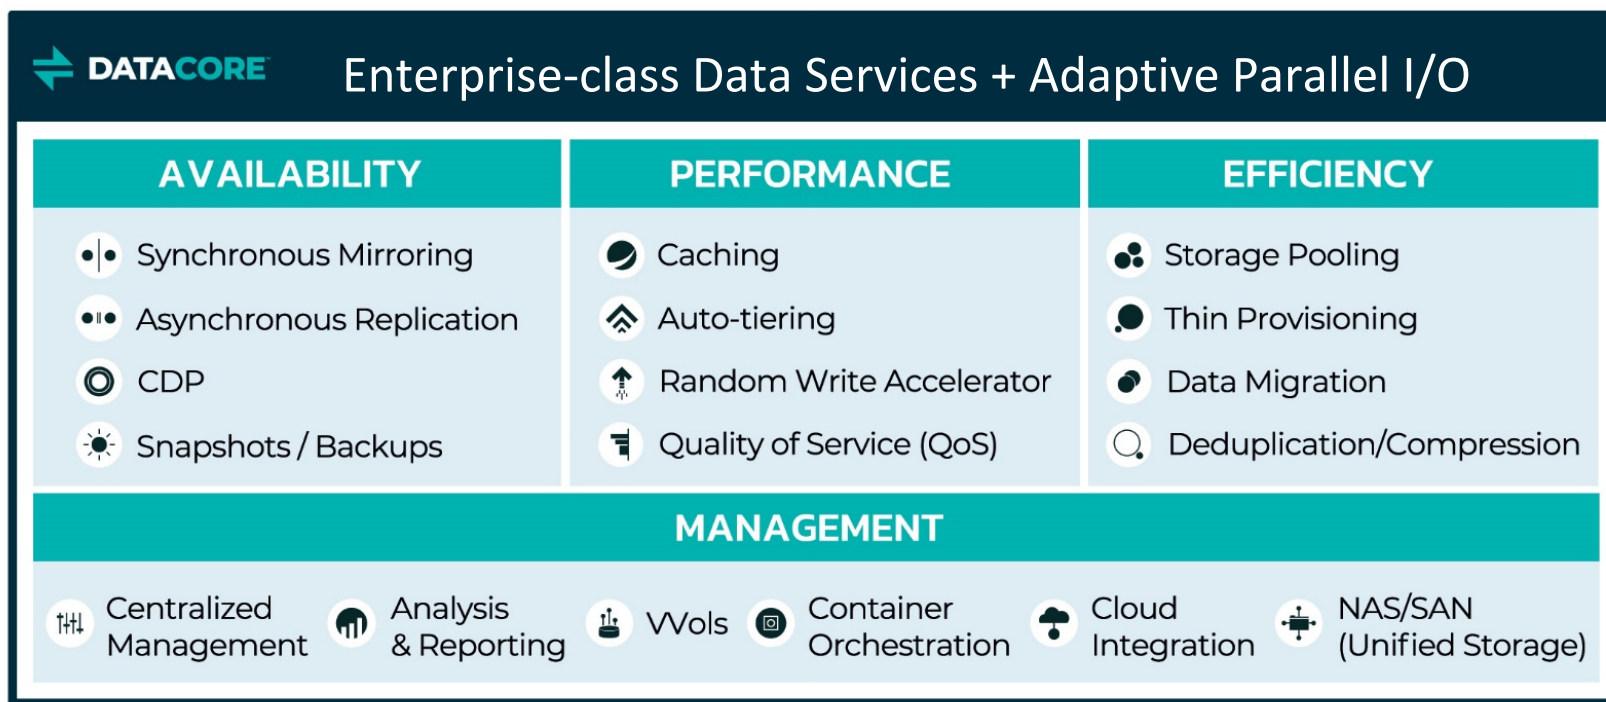 DATACORE™
Enterprise-class Data Services + Adaptive Parallel I/O
AVAILABILITY
Synchronous Mirroring
Asynchronous Replication
CDP
Snapshots / Backups
PERFORMANCE
Caching
Auto-tiering
Random Write Accelerator
Quality of Service (QoS)
EFFICIENCY
Storage Pooling
Thin Provisioning
Data Migration
Deduplication/Compression
MANAGEMENT
Centralized
Management
Analysis
& Reporting
VVols
Container
Orchestration
Cloud
Integration
NAS/SAN
(Unified Storage)